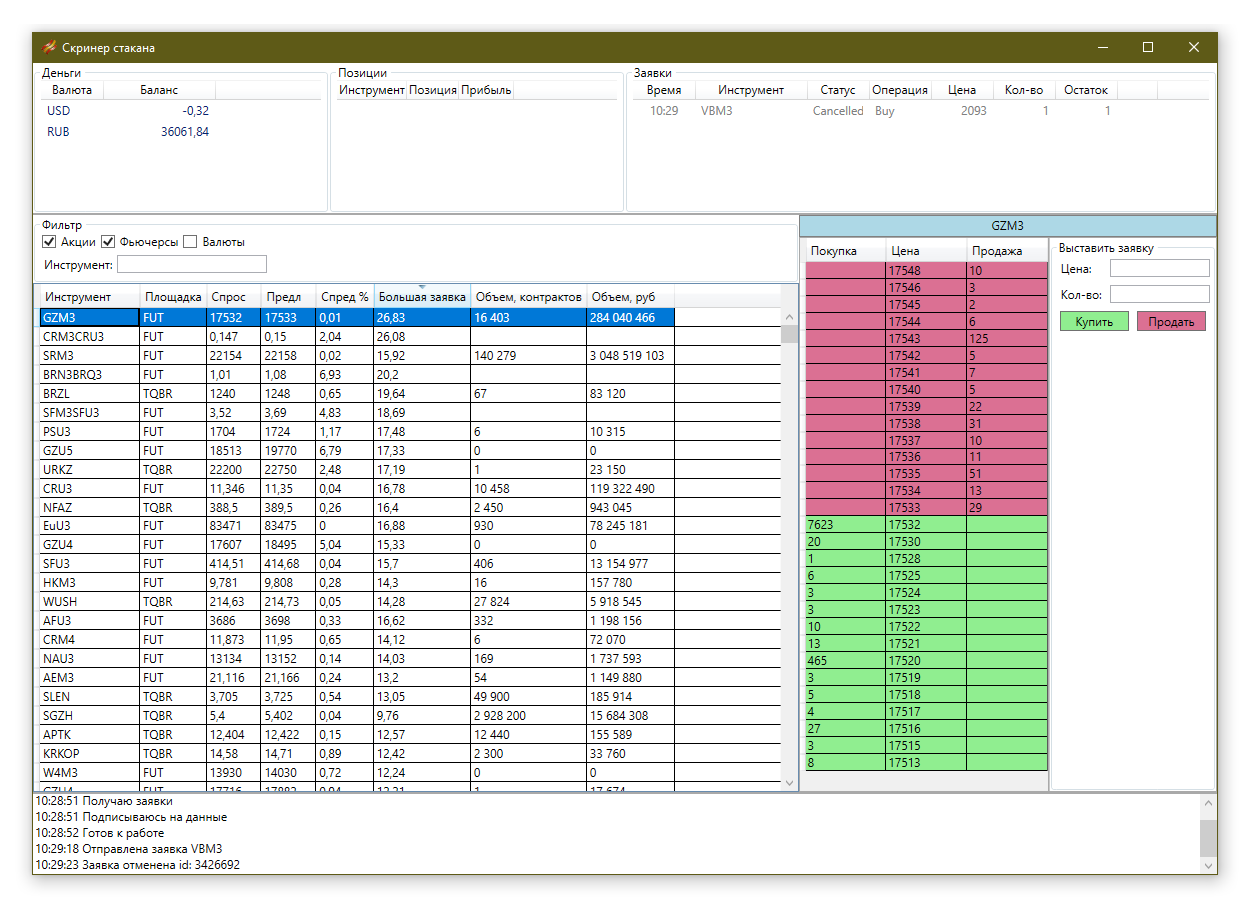 Скринер стакана
Деньги
Валюта Баланс
USD -0,32
RUB 36061,84
Позиции
Инструмент Позиция Прибыль
Заявки
Время Инструмент Статус Операция Цена Кол-во Остаток
10:29 VBM3 Cancelled Buy 2093 1 1
Фильтр
Акции Фьючерсы Валюты
Инструмент:
Инструмент Площадка Спрос Предл Спред % Большая заявка Объем, контрактов Объем, руб
GZM3 FUT 17532 17533 0,01 26,83 16 403 284 040 466
CRM3CRU3 FUT 0,147 0,15 2,04 26,08
SRM3 FUT 22154 22158 0,02 15,92 140 279 3 048 519 103
BRN3BRQ3 FUT 1,01 1,08 6,93 20,2
BRZL TQBR 1240 1248 0,65 19,64 67 83 120
SFM3SFU3 FUT 3,52 3,69 4,83 18,69
PSU3 FUT 1704 1724 1,17 17,48 6 10 315
GZU5 FUT 18513 19770 6,79 17,33 0 0
URKZ TQBR 22200 22750 2,48 17,19 1 23 150
CRU3 FUT 11,346 11,35 0,04 16,78 10 458 119 322 490
NFAZ TQBR 388,5 389,5 0,26 16,4 2 450 943 045
EuU3 FUT 83471 83475 0 16,88 930 78 245 181
GZU4 FUT 17607 18495 5,04 15,33 0 0
SFU3 FUT 414,51 414,68 0,04 15,7 406 13 154 977
HKM3 FUT 9,781 9,808 0,28 14,3 16 157 780
WUSH TQBR 214,63 214,73 0,05 14,28 27 824 5 918 545
AFU3 FUT 3686 3698 0,33 16,62 332 1 198 156
CRM4 FUT 11,873 11,95 0,65 14,12 6 72 070
NAU3 FUT 13134 13152 0,14 14,03 169 1 737 593
AEM3 FUT 21,116 21,166 0,24 13,2 54 1 149 880
SLEN TQBR 3,705 3,725 0,54 13,05 49 900 185 914
SGZH TQBR 5,4 5,402 0,04 9,76 2 928 200 15 684 308
APTK TQBR 12,404 12,422 0,15 12,57 12 440 155 589
KRKOP TQBR 14,58 14,71 0,89 12,42 2 300 33 760
W4M3 FUT 13930 14030 0,72 12,24 0 0
GZM3
Покупка Цена Продажа
17548 10
17546 3
17545 2
17544 6
17543 125
17542 5
17541 7
17540 5
17539 22
17538 31
17537 10
17536 11
17535 51
17534 13
17533 29
7623 17532
20 17530
1 17528
6 17525
3 17524
3 17523
10 17522
13 17521
465 17520
3 17519
5 17518
4 17517
27 17516
3 17515
8 17513
Выставить заявку
Цена:
Кол-во:
Купить Продать
10:28:51 Получаю заявки
10:28:51 Подписываюсь на данные
10:28:52 Готов к работе
10:29:18 Отправлена заявка VBM3
10:29:23 Заявка отменена id: 3426692